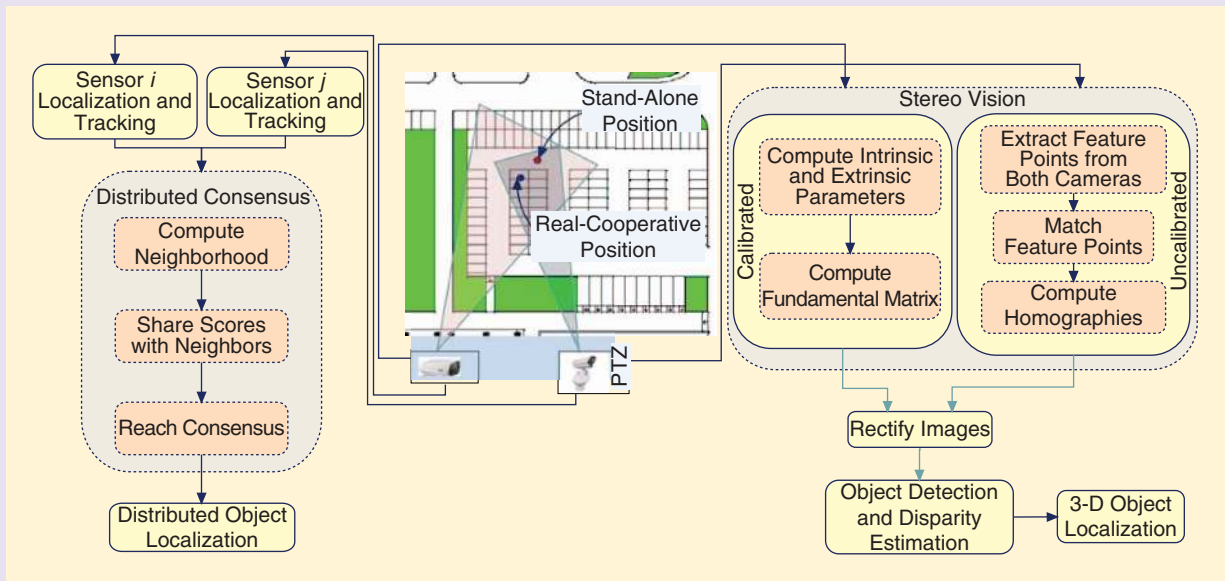 Sensor i
Localization and
Tracking
Sensor j
Localization and
Tracking
Distributed Consensus
Compute
Neighborhood
Share Scores
with Neighbors
Reach Consensus
Distributed Object
Localization
Stand-Alone
Position
Real-Cooperative
Position
PTZ
Stereo Vision
Calibrated
Compute Intrinsic
and Extrinsic
Parameters
Compute
Fundamental Matrix
Uncalibrated
Extract Feature
Points from
Both Cameras
Match
Feature Points
Compute
Homographies
Rectify Images
Object Detection
and Disparity
Estimation
3-D Object
Localization